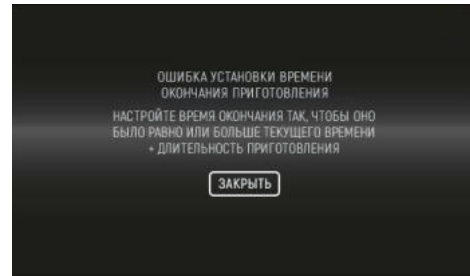 ОШИБКА УСТАНОВКИ ВРЕМЕНИ
ОКОНЧАНИЯ ПРИГОТОВЛЕНИЯ
НАСТРОЙТЕ ВРЕМЯ ОКОНЧАНИЯ ТАК, ЧТОБЫ ОНО
БЫЛО РАВНО ИЛИ БОЛЬШЕ ТЕКУЩЕГО ВРЕМЕНИ
+ ДЛИТЕЛЬНОСТЬ ПРИГОТОВЛЕНИЯ
ЗАКРЫТЬ